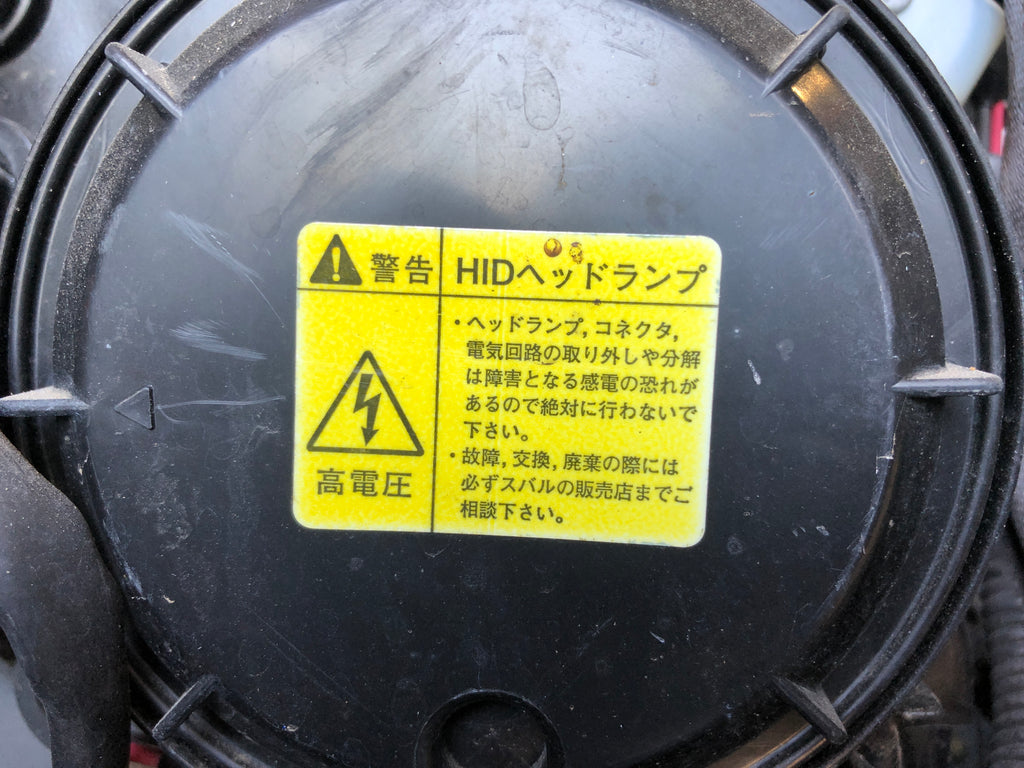 警告
HIDヘッドランプ
高電圧
・ヘッドランプ,コネクタ,
電気回路の取り外しや分解
は障害となる感電の恐れが
あるので絶対に行わないで
下さい。
・故障,交換,廃棄の際には
必ずスバルの販売店までご
相談下さい。